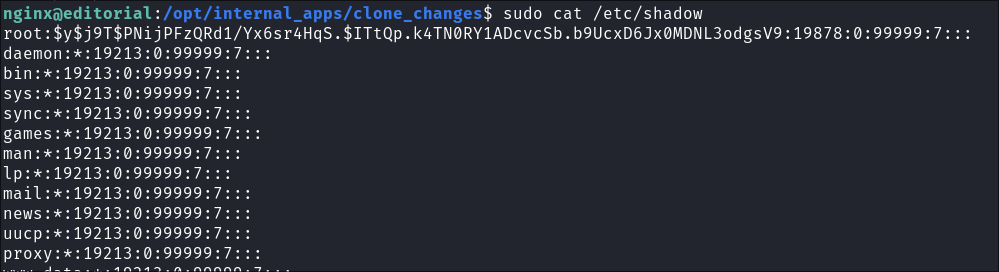 nginx@editorial:/opt/internal_apps/clone_changes$ sudo cat /etc/shadow
root:$y$j9T$PNijPFzQRd1/Yx6sr4HqS.$ITtQp.k4TN0RY1ADcvcSb.b9UcxD6Jx0MDNL3odgsV9:19878:0:99999:7:::
daemon:*:19213:0:99999:7:::
bin:*:19213:0:99999:7:::
sys:*:19213:0:99999:7:::
sync:*:19213:0:99999:7:::
games:*:19213:0:99999:7:::
man:*:19213:0:99999:7:::
lp:*:19213:0:99999:7:::
mail:*:19213:0:99999:7:::
news:*:19213:0:99999:7:::
uucp:*:19213:0:99999:7:::
proxy:*:19213:0:99999:7:::